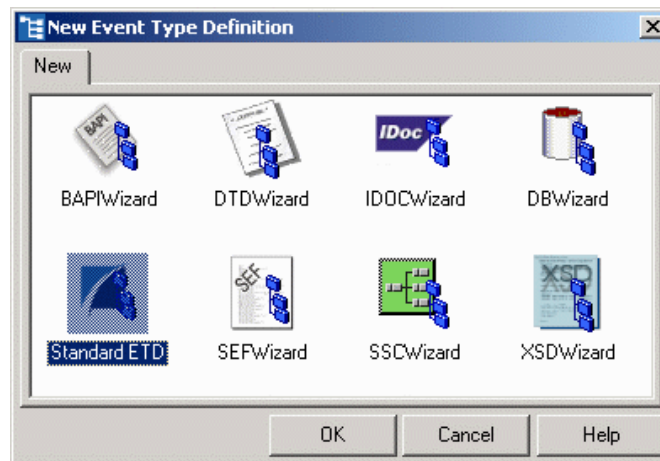 New Event Type Definition
New
BAPI
IDoc
SEF
XSD
BAPIWizard DTDWizard IDOCWizard DBWizard
Standard ETD SEFWizard SSCWizard XSDWizard
OK Cancel Help